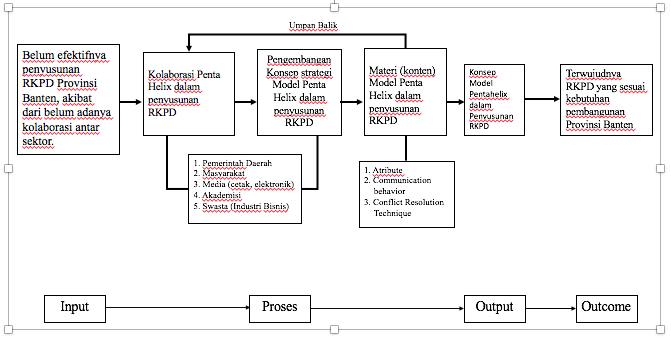 Umpan Balik
Belum efektifnya
penyusunan
RKPD Provinsi
Banten, akibat
dari belum adanya
kolaborasi antar
sektor.
Kolaborasi Penta
Helix dalam
penyusunan
RKPD
Pengembangan
Konsep strategi
Model Penta
Helix dalam
penyusunan
RKPD
Materi (konten)
Model Penta
Helix dalam
penyusunan
RKPD
Konsep
Model
Pentahelix
dalam
Penyusunan
RKPD
Terwujudnya
RKPD yang sesuai
kebutuhan
pembangunan
Provinsi Banten
1. Pemerintah Daerah
2. Masyarakat
3. Media (cetak, elektronik)
4. Akademisi
5. Swasta (Industri Bisnis)
1. Atribute
2. Communication
behavior
3. Conflict Resolution
Technique
Input
Proses
Output
Outcome